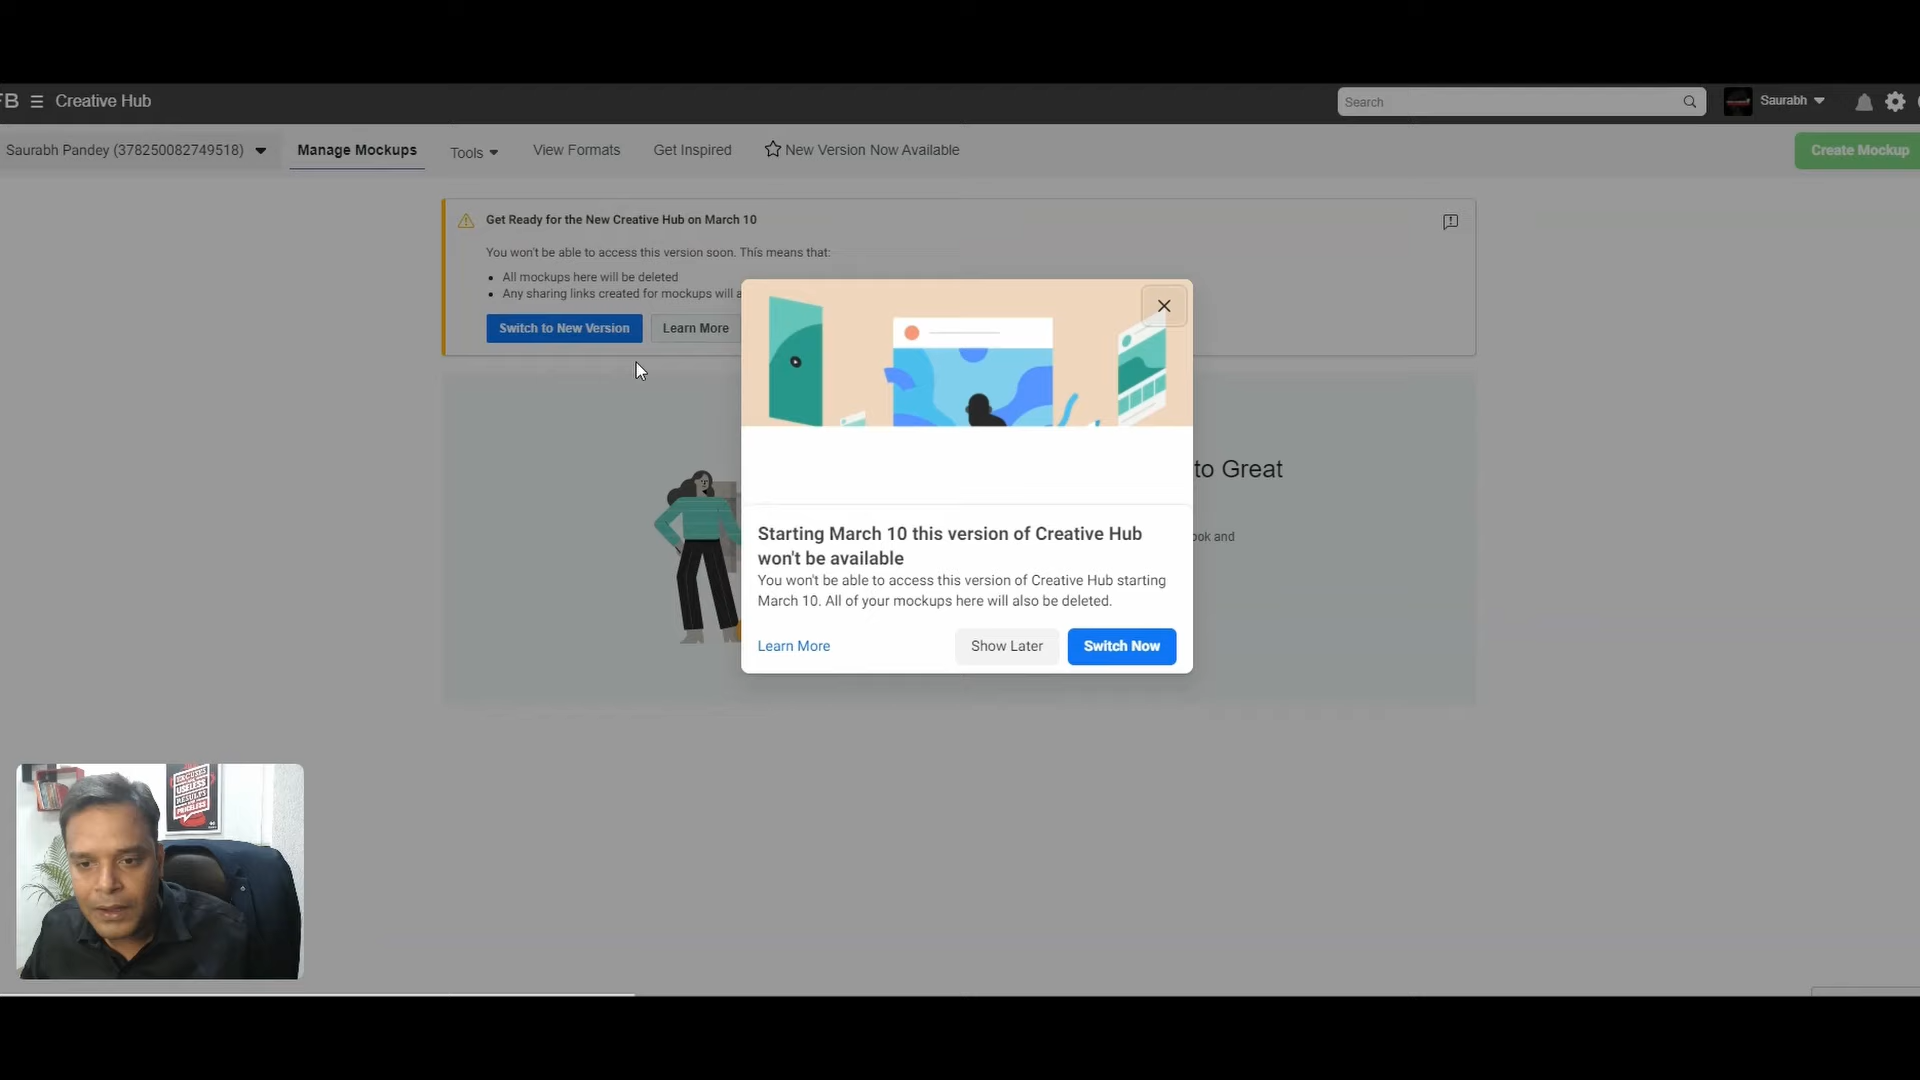 FB ☰ Creative Hub
Search
Saurabh
Saurabh Pandey (378250082749518)
Manage Mockups
Tools
View Formats
Get Inspired
New Version Now Available
Create Mockup
Get Ready for the New Creative Hub on March 10
You won't be able to access this version soon. This means that:
• All mockups here will be deleted
• Any sharing links created for mockups will a
Switch to New Version
Learn More
to Great
ook and
Starting March 10 this version of Creative Hub
won't be available
You won't be able to access this version of Creative Hub starting
March 10. All of your mockups here will also be deleted.
Learn More
Show Later
Switch Now
EXCUSES
USELESS
RESULTS
PRICELESS